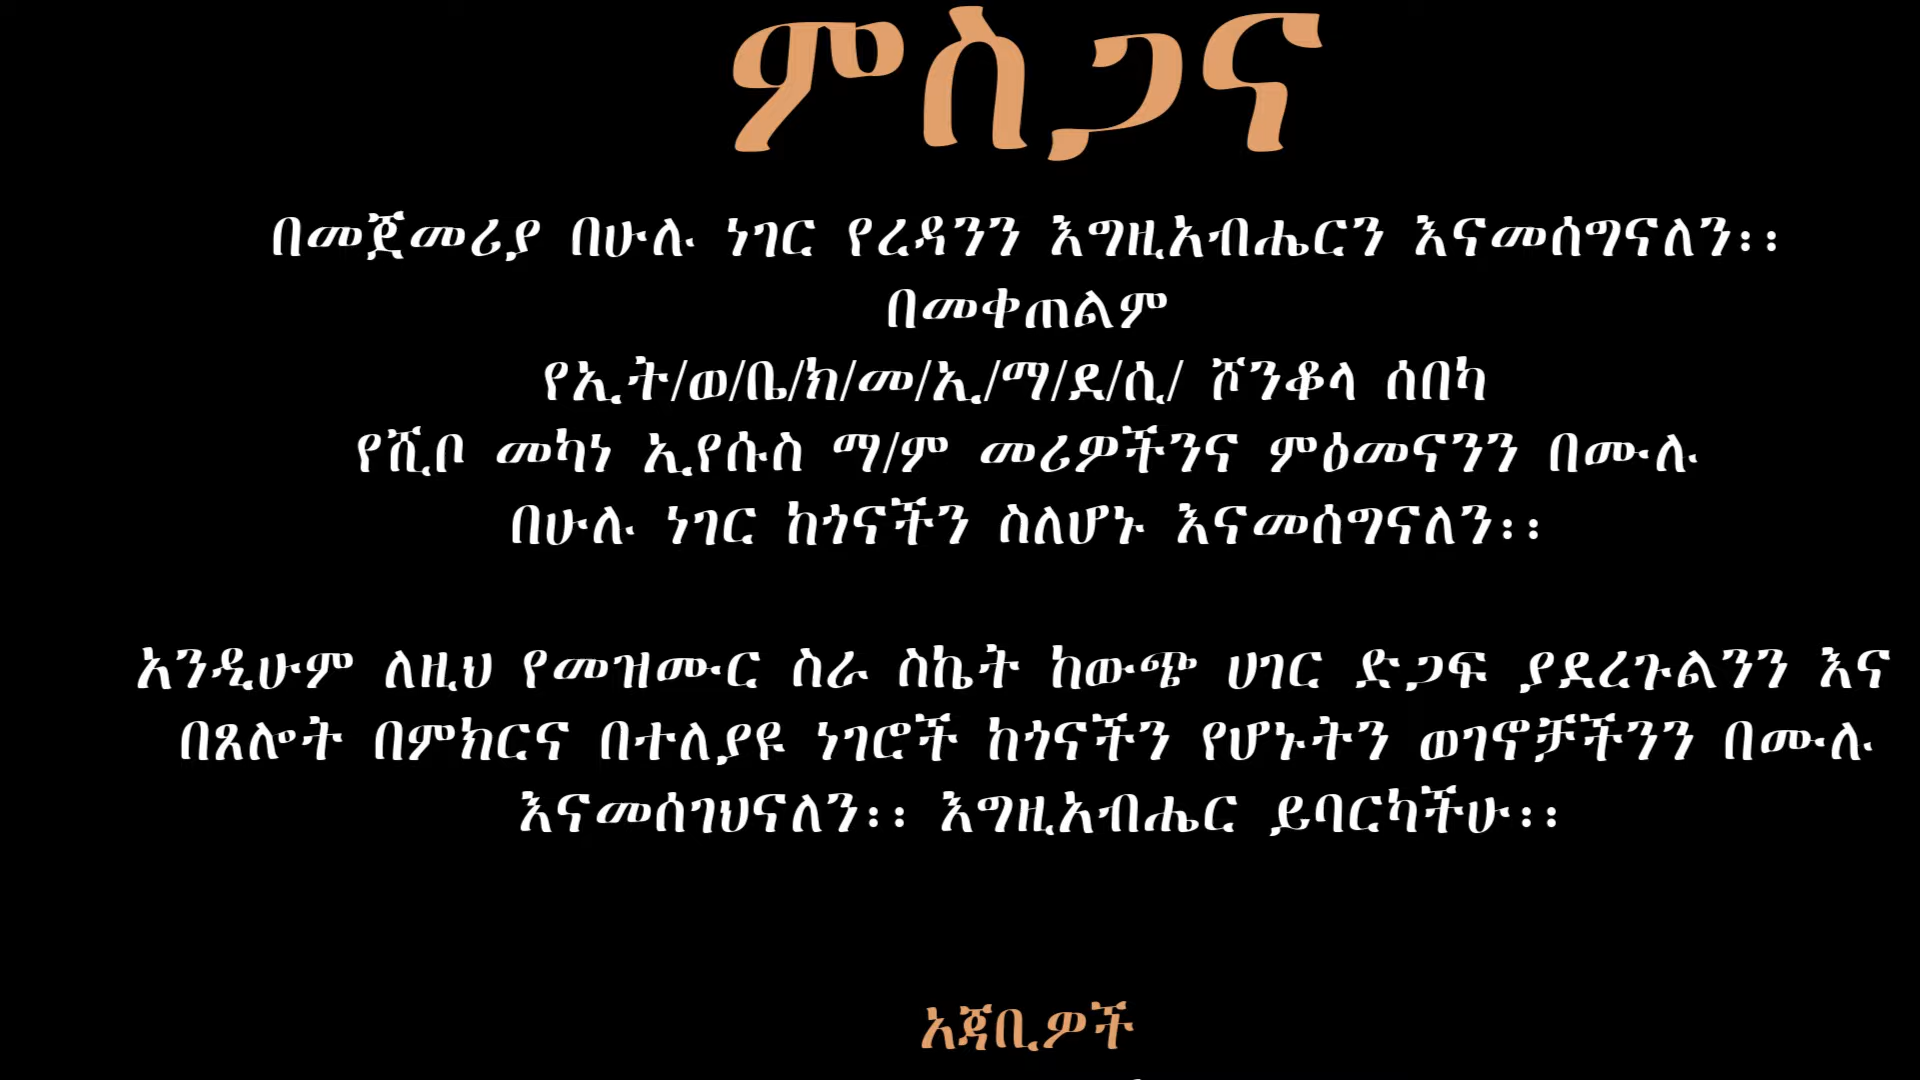 ምስጋና
በመጀመሪያ በሁሉ ነገር የረዳንን እግዚአብሔርን እናመሰግናለን፡፡
በመቀጠልም
የኢት/ወ/ቤ/ክ/መ/ኢ/ማ/ደ/ሲ/ ሾንቆላ ሰበካ
የሺቦ መካነ ኢየሱስ ማ/ም መሪዎችንና ምዕመናንን በሙሉ
በሁሉ ነገር ከጎናችን ስለሆኑ እናመሰግናለን፡፡
እንዲሁም ለዚህ የመዝሙር ስራ ስኬት ከውጭ ሀገር ድጋፍ ያደረጉልንን እና
በጸሎት በምክርና በተለያዩ ነገሮች ከጎናችን የሆኑትን ወገኖቻችንን በሙሉ
እናመሰገህናለን፡፡ እግዚአብሔር ይባርካችሁ፡፡
አጃቢዎች